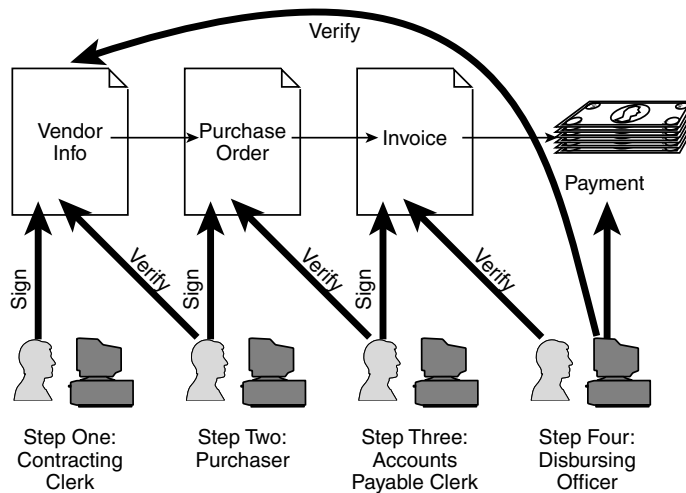 Verify
Vendor
Info
Purchase
Order
Invoice
Payment
Sign
Verify
Sign
Verify
Sign
Verify
Step One:
Contracting
Clerk
Step Two:
Purchaser
Step Three:
Accounts
Payable Clerk
Step Four:
Disbursing
Officer